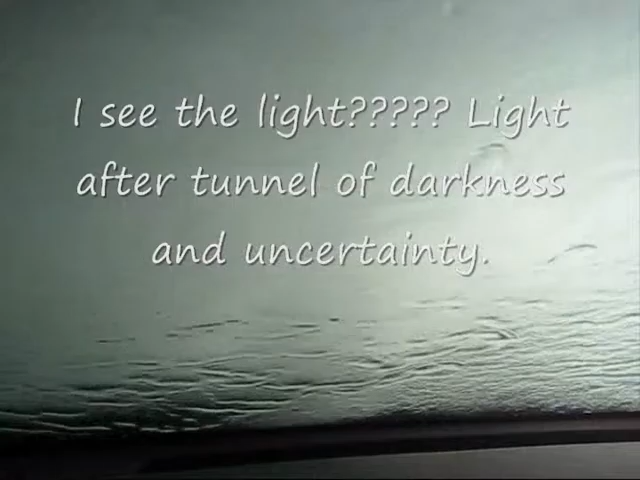 I see the light????? Light
after tunnel of darkness
and uncertainty.